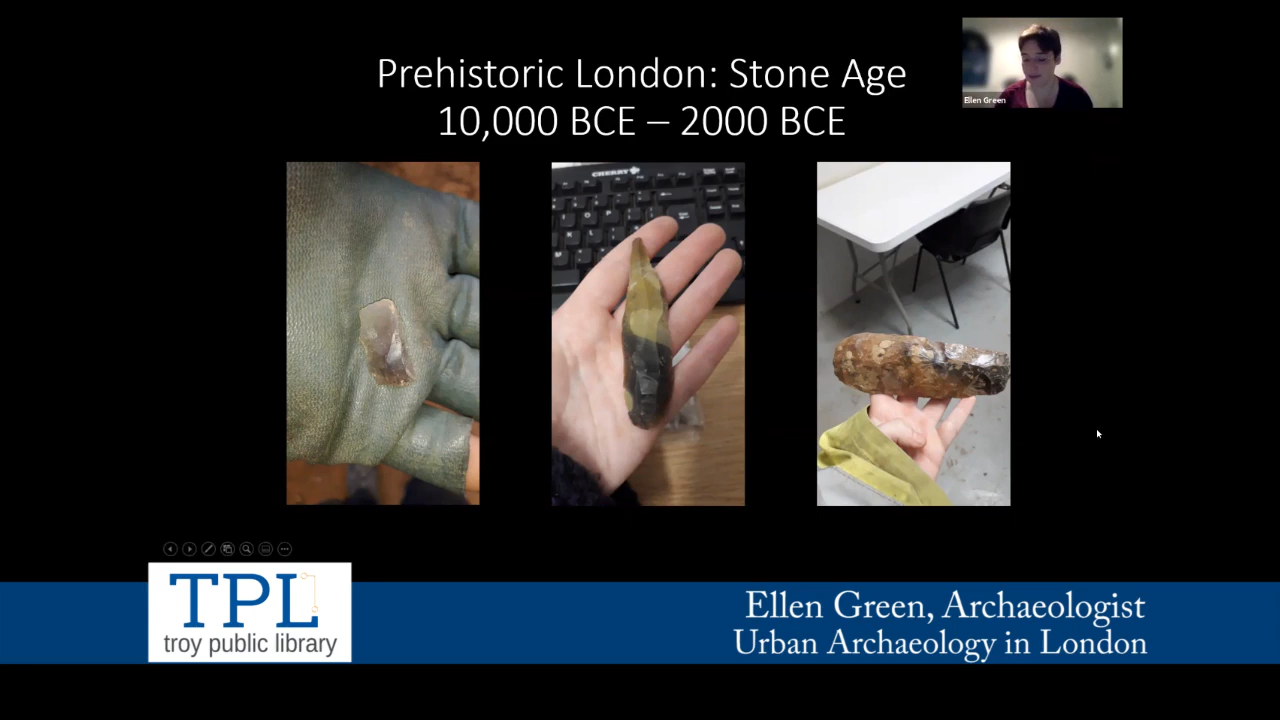 Prehistoric London: Stone Age
10,000 BCE – 2000 BCE
Ellen Green
CHERRY
TPL
troy public library
Ellen Green, Archaeologist
Urban Archaeology in London